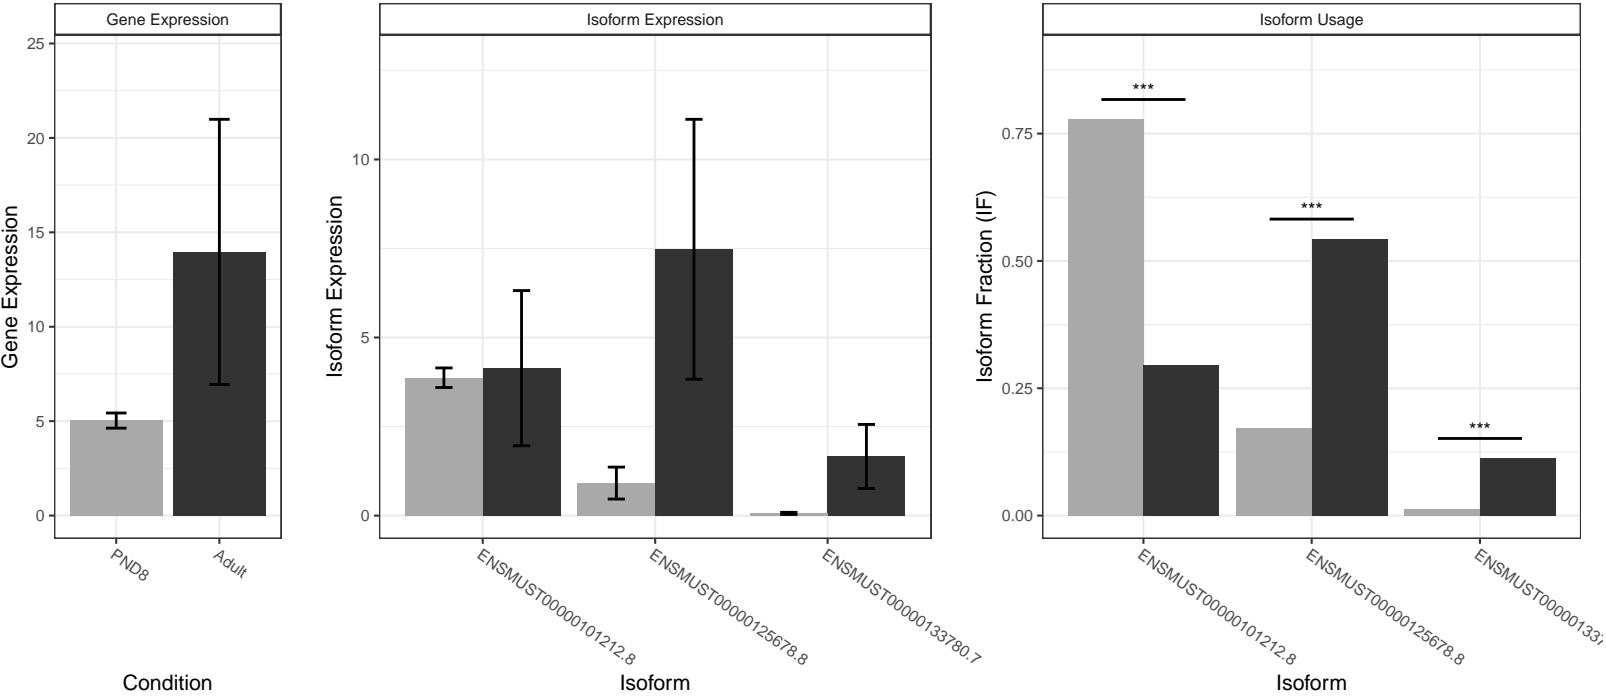 Gene Expression
Isoform Expression
Isoform Usage
Gene Expression
25
20
15
10
5
0
PND8
Adult
Condition
Isoform Expression
10
5
0
ENSMUST00000101212.8
ENSMUST00000125678.8
ENSMUST00000133780.7
Isoform
Isoform Fraction (IF)
0.75
0.50
0.25
0.00
***
***
***
ENSMUST00000101212.8
ENSMUST00000125678.8
ENSMUST00000133
Isoform